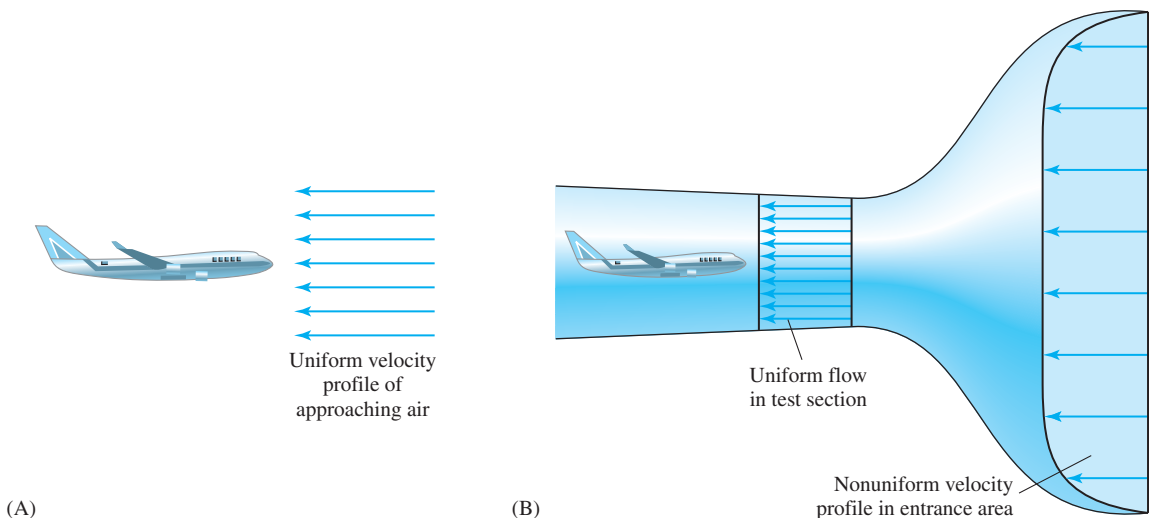 Uniform velocity
profile of
approaching air
(A)
Uniform flow
in test section
Nonuniform velocity
profile in entrance area
(B)